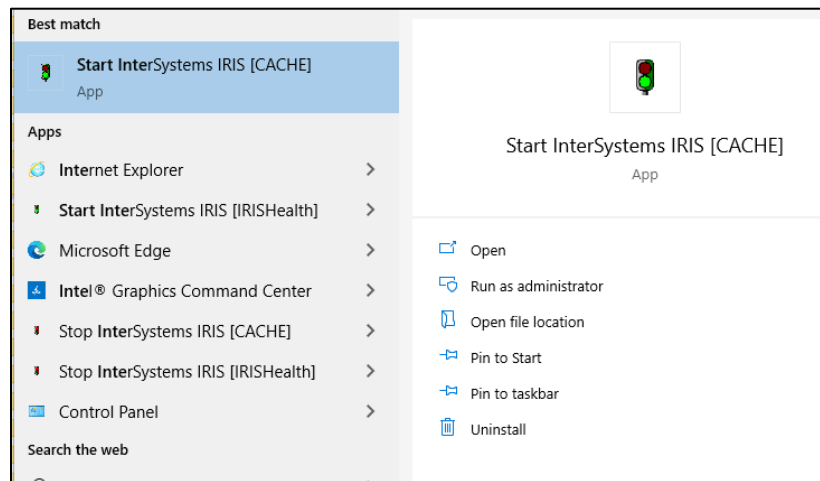 Best match
Start InterSystems IRIS [CACHE]
App
Apps
Internet Explorer
Start InterSystems IRIS [IRISHealth]
Microsoft Edge
Intel® Graphics Command Center
Stop InterSystems IRIS [CACHE]
Stop InterSystems IRIS [IRISHealth]
Control Panel
Search the web
Start InterSystems IRIS [CACHE]
App
Open
Run as administrator
Open file location
Pin to Start
Pin to taskbar
Uninstall